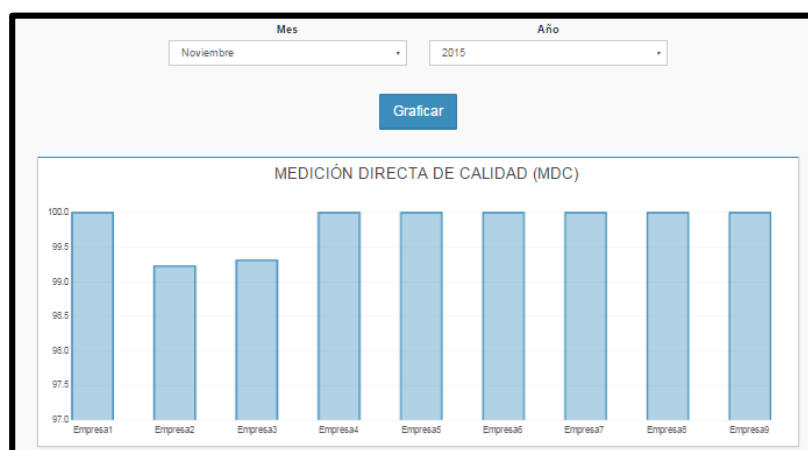 Mes Año
Noviembre 2015
Graficar
MEDICIÓN DIRECTA DE CALIDAD (MDC)
100.0
99.5
99.0
98.5
98.0
97.5
97.0
Empresa1 Empresa2 Empresa3 Empresa4 Empresa5 Empresa6 Empresa7 Empresa8 Empresa9